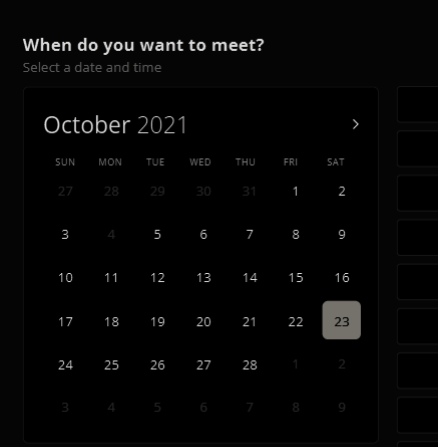 When do you want to meet?
Select a date and time
October 2021
SUN MON TUE WED THU FRI SAT
27 28 29 30 31 1 2
3 4 5 6 7 8 9
10 11 12 13 14 15 16
17 18 19 20 21 22 23
24 25 26 27 28 1 2
3 4 5 6 7 8 9